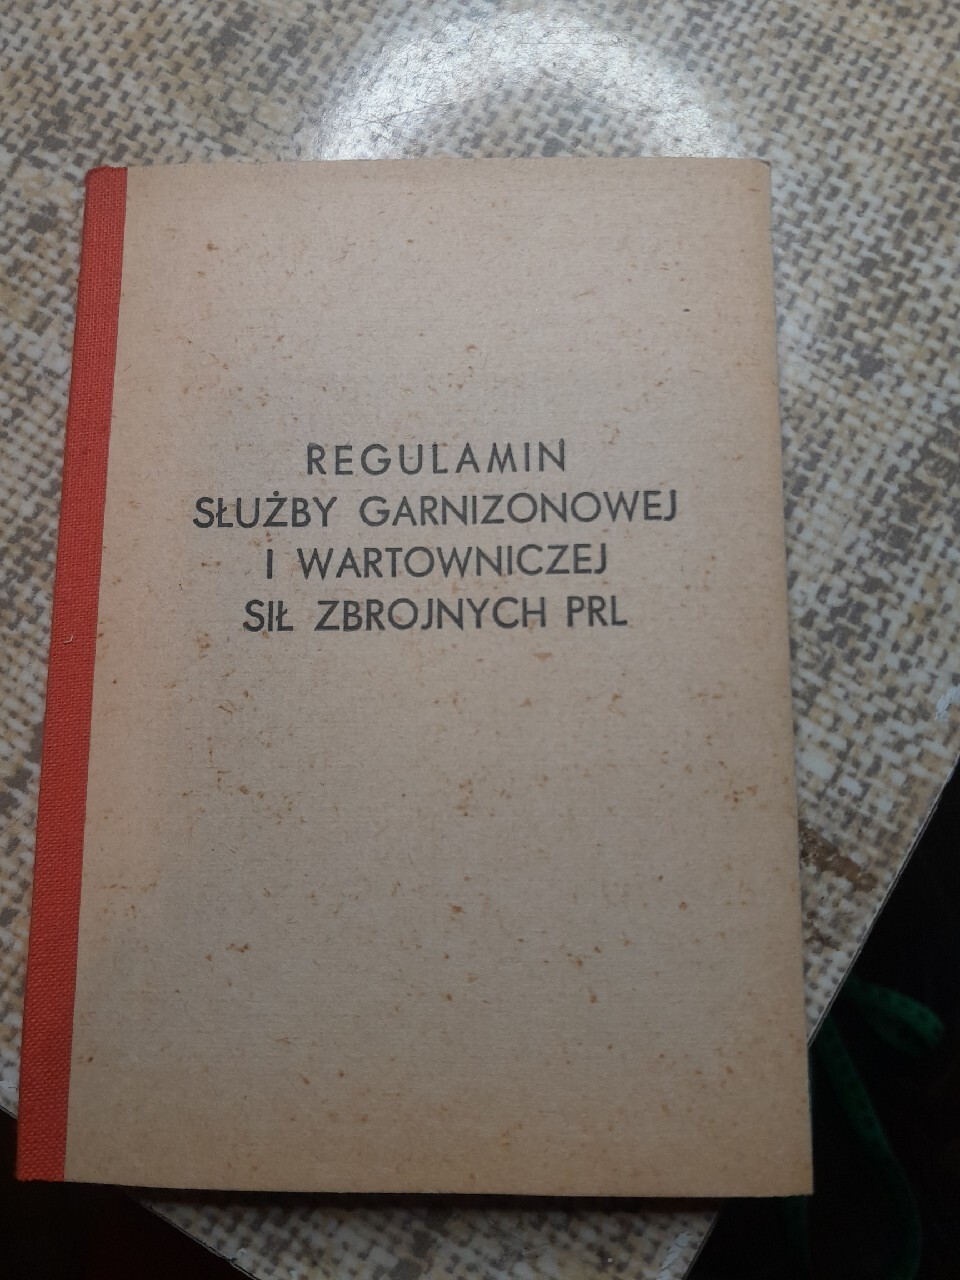 REGULAMIN
SŁUŻBY GARNIZONOWEJ
I WARTOWNICZEJ
SIŁ ZBROJNYCH PRL